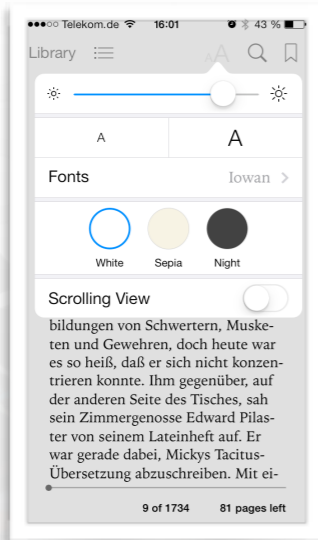 Telekom.de 16:01 43 %
Library AA
A A
Fonts Iowan >
White Sepia Night
Scrolling View
bildungen von Schwertern, Muske-
ten und Gewehren, doch heute war
es so heiß, daß er sich nicht konzen-
trieren konnte. Ihm gegenüber, auf
der anderen Seite des Tisches, sah
sein Zimmergenosse Edward Pilas-
ter von seinem Lateinheft auf. Er
war gerade dabei, Mickys Tacitus-
Übersetzung abzuschreiben. Mit ei-
9 of 1734 81 pages left